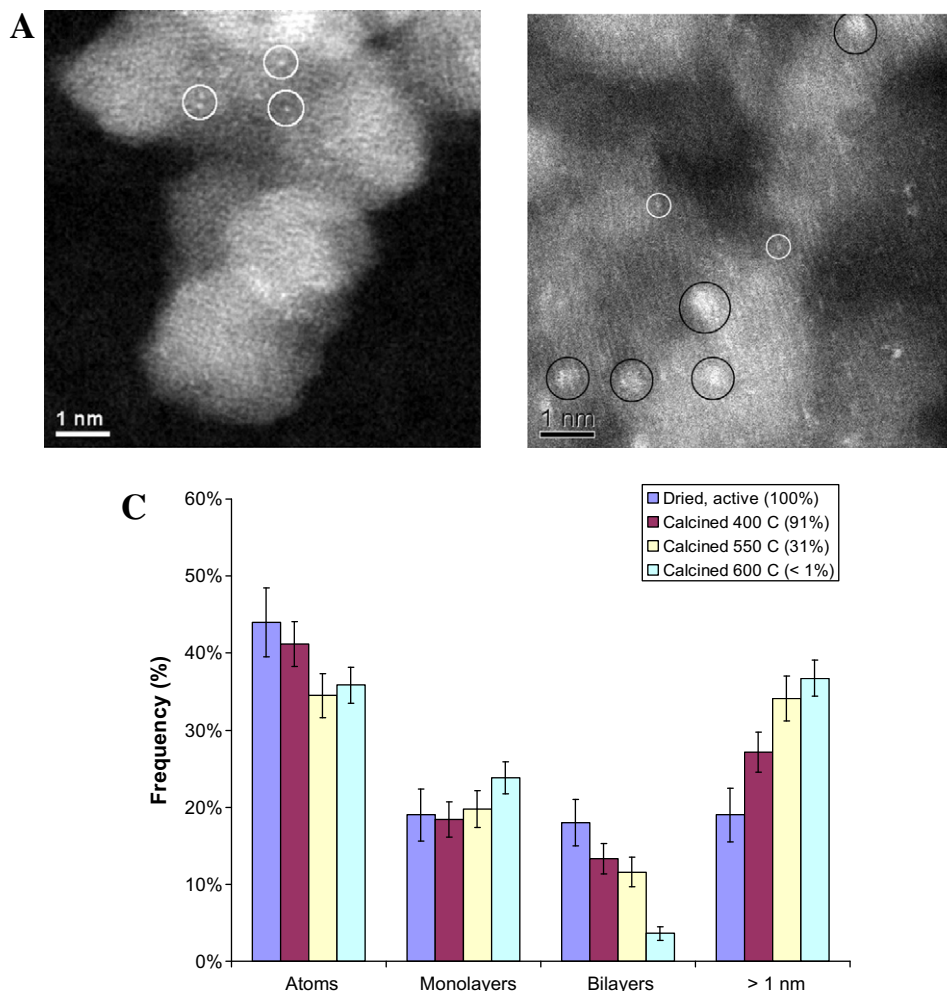 A
1 nm
1 nm
C
Dried, active (100%)
Calcined 400 C (91%)
Calcined 550 C (31%)
Calcined 600 C (< 1%)
60%
50%
40%
30%
20%
10%
0%
Frequency (%)
Atoms
Monolayers
Bilayers
> 1 nm